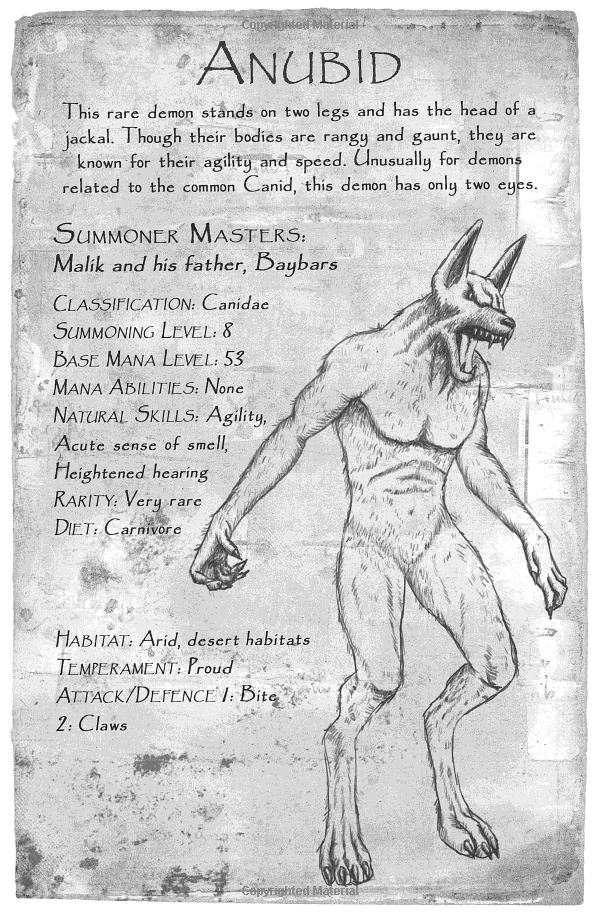 Copyrighted Material
ANUBID
This rare demon stands on two legs and has the head of a
jackal. Though their bodies are rangy and gaunt, they are
known for their agility and speed. Unusually for demons
related to the common Canid, this demon has only two eyes.
SUMMONER MASTERS:
Malik and his father, Baybars
CLASSIFICATION: Canidae
SUMMONING LEVEL: 8
BASE MANA LEVEL: 53
MANA ABILITIES: None
NATURAL SKILLS: Agility,
Acute sense of smell,
Heightened hearing
RARITY: Very rare
DIET: Carnivore
HABITAT: Arid, desert habitats
TEMPERAMENT: Proud
ATTACK/DEFENCE 1: Bite
2: Claws
Copyrighted Material